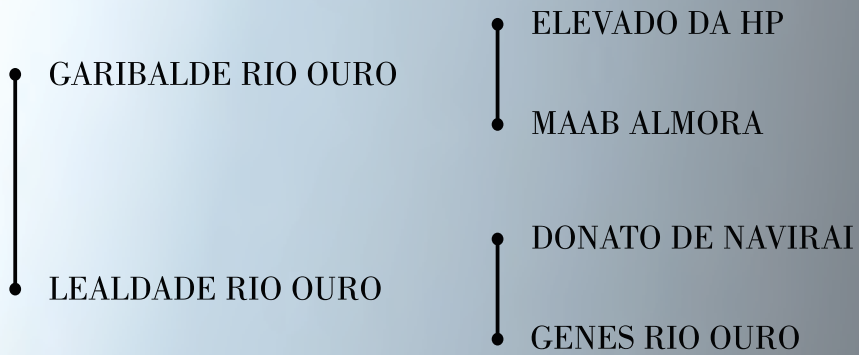 ELEVADO DA HP
GARIBALDE RIO OURO
MAAB ALMORA
DONATO DE NAVIRAI
LEALDADE RIO OURO
GENES RIO OURO